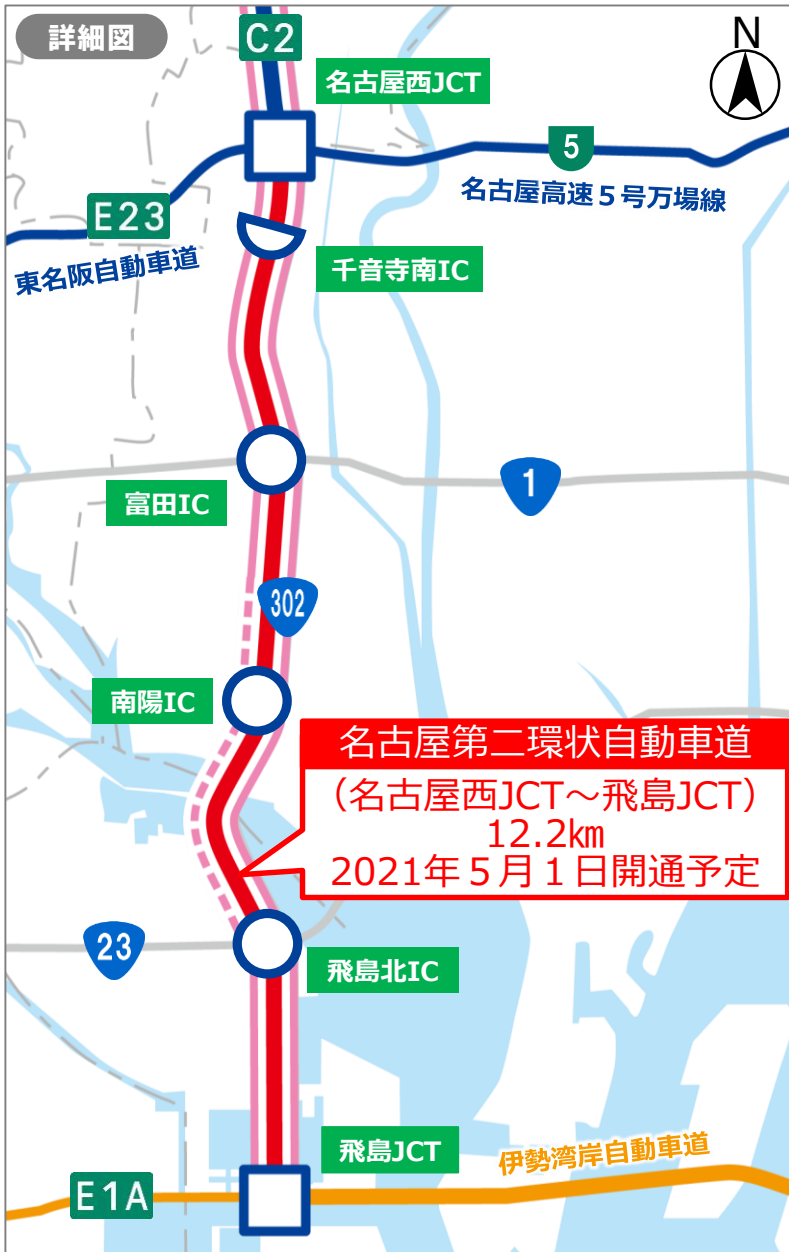 詳細図
C2
N
名古屋西JCT
5
名古屋高速５号万場線
E23
東名阪自動車道
千音寺南IC
1
富田IC
302
南陽IC
名古屋第二環状自動車道
（名古屋西JCT～飛島JCT）
12.2㎞
2021年５月１日開通予定
23
飛島北IC
飛島JCT
伊勢湾岸自動車道
E1A